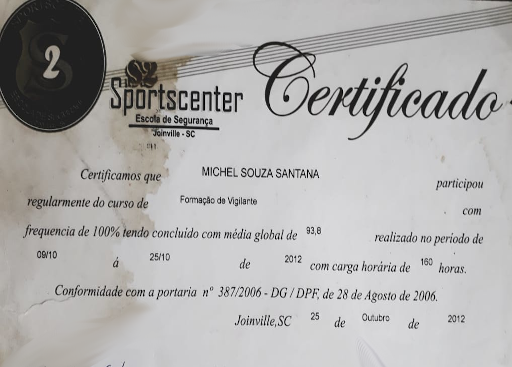 2
Sportscenter
Escola de Segurança
Joinville - SC
Certificado
Certificamos que MICHEL SOUZA SANTANA participou
regularmente do curso de Formação de Vigilante com
frequencia de 100% tendo concluido com média global de 93,8 realizado no periodo de
09/10 á 25/10 de 2012 com carga horária de 160 horas.
Conformidade com a portaria nº 387/2006 - DG / DPF, de 28 de Agosto de 2006.
Joinville,SC 25 de Outubro de 2012